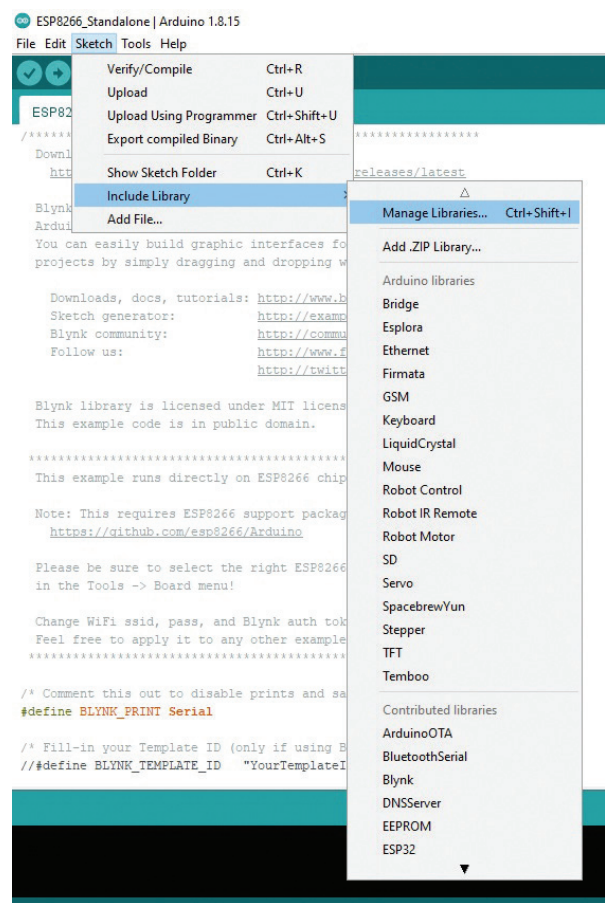 ESP8266_Standalone | Arduino 1.8.15
File Edit Sketch Tools Help
Verify/Compile Ctrl+R
Upload Ctrl+U
Upload Using Programmer Ctrl+Shift+U
Export compiled Binary Ctrl+Alt+S
Show Sketch Folder Ctrl+K
Include Library
Add File...
Manage Libraries... Ctrl+Shift+I
Add .ZIP Library...
Arduino libraries
Bridge
Esplora
Ethernet
Firmata
GSM
Keyboard
LiquidCrystal
Mouse
Robot Control
Robot IR Remote
Robot Motor
SD
Servo
SpacebrewYun
Stepper
TFT
Temboo
Contributed libraries
ArduinoOTA
BluetoothSerial
Blynk
DNSServer
EEPROM
ESP32
ESP82
Downl
htt releases/latest
Blynk
Ardui
You can easily build graphic interfaces fo
projects by simply dragging and dropping w
Downloads, docs, tutorials: http://www.b
Sketch generator: http://examp
Blynk community: http://commu
Follow us: http://www.f
http://twitt
Blynk library is licensed under MIT licens
This example code is in public domain.
This example runs directly on ESP8266 chip
Note: This requires ESP8266 support packag
https://github.com/esp8266/Arduino
Please be sure to select the right ESP8266
in the Tools -> Board menu!
Change WiFi ssid, pass, and Blynk auth tok
Feel free to apply it to any other example
/* Comment this out to disable prints and sa
#define BLYNK_PRINT Serial
/* Fill-in your Template ID (only if using B
//#define BLYNK_TEMPLATE_ID "YourTemplateI